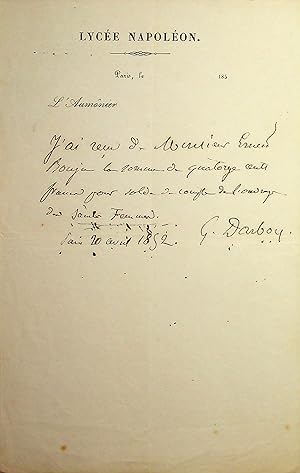 LYCÉE NAPOLÉON.
Paris, le 185
L'Aumônier
J'ai reçu de Monsieur Ernest
Bourdin la somme de quatorze cents
francs pour solde de compte de l'ouvrage
des Saintes Femmes.
Paris 20 avril 1852. G. Darboy